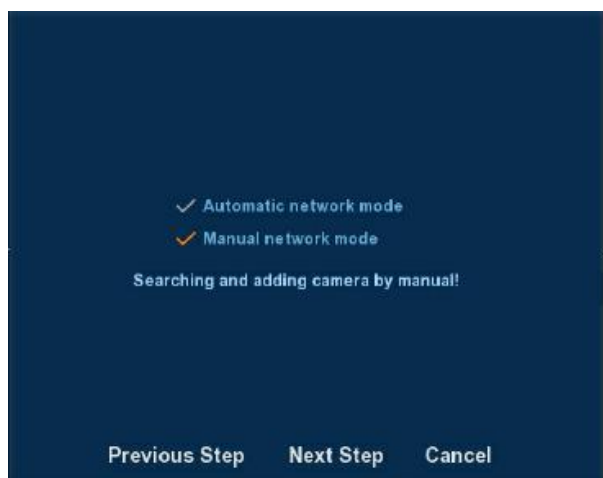 Automatic network mode
Manual network mode
Searching and adding camera by manual!
Previous Step Next Step Cancel